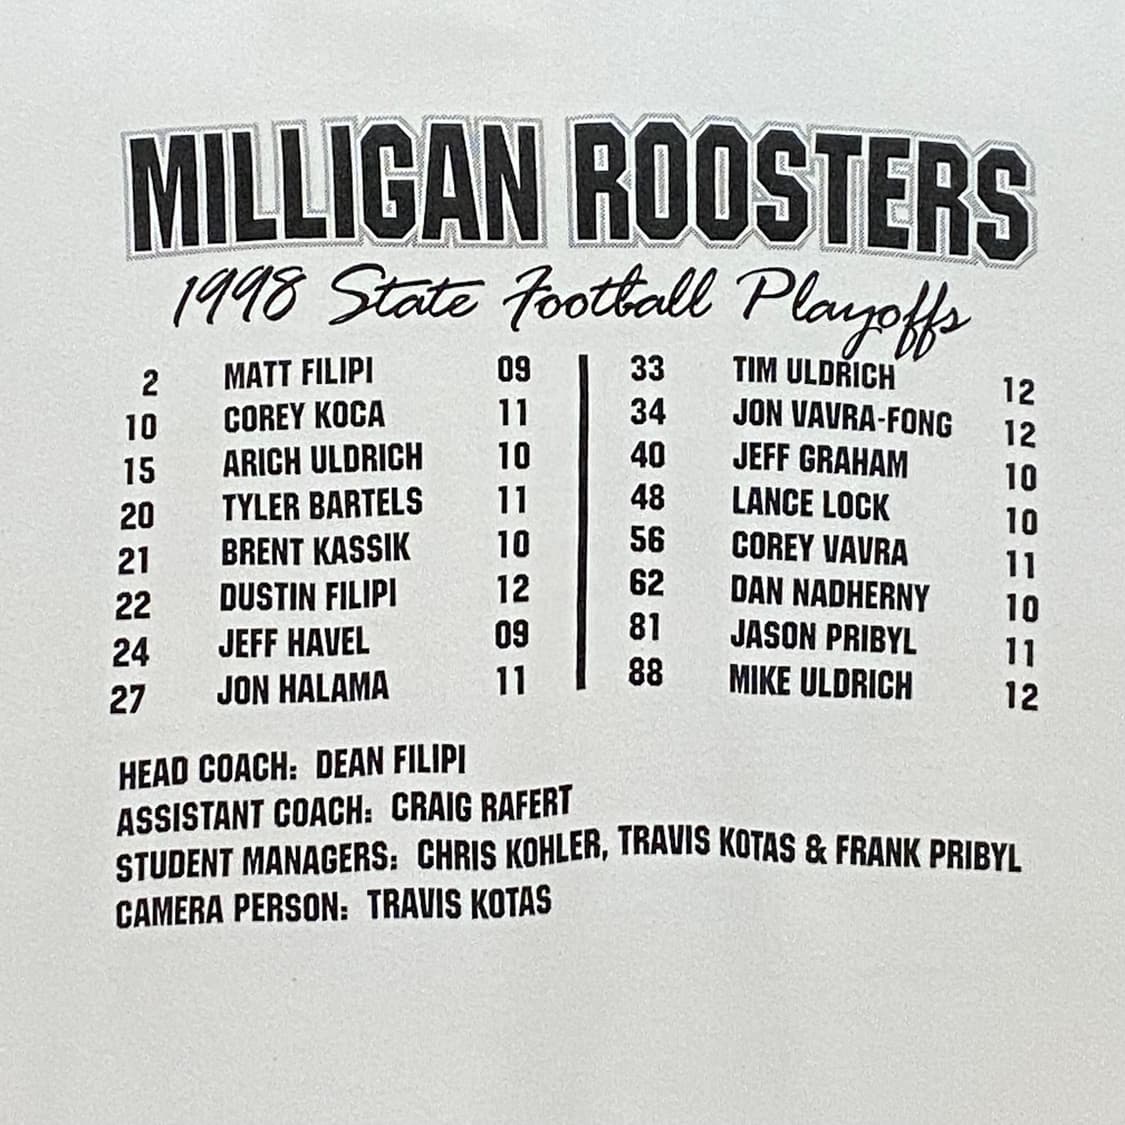 MILLIGAN ROOSTERS
1998 State Football Playoffs
2 MATT FILIPI 09
10 COREY KOCA 11
15 ARICH ULDRICH 10
20 TYLER BARTELS 11
21 BRENT KASSIK 10
22 DUSTIN FILIPI 12
24 JEFF HAVEL 09
27 JON HALAMA 11
33 TIM ULDRICH 12
34 JON VAVRA-FONG 12
40 JEFF GRAHAM 10
48 LANCE LOCK 10
56 COREY VAVRA 11
62 DAN NADHERNY 10
81 JASON PRIBYL 11
88 MIKE ULDRICH 12
HEAD COACH: DEAN FILIPI
ASSISTANT COACH: CRAIG RAFERT
STUDENT MANAGERS: CHRIS KOHLER, TRAVIS KOTAS & FRANK PRIBYL
CAMERA PERSON: TRAVIS KOTAS